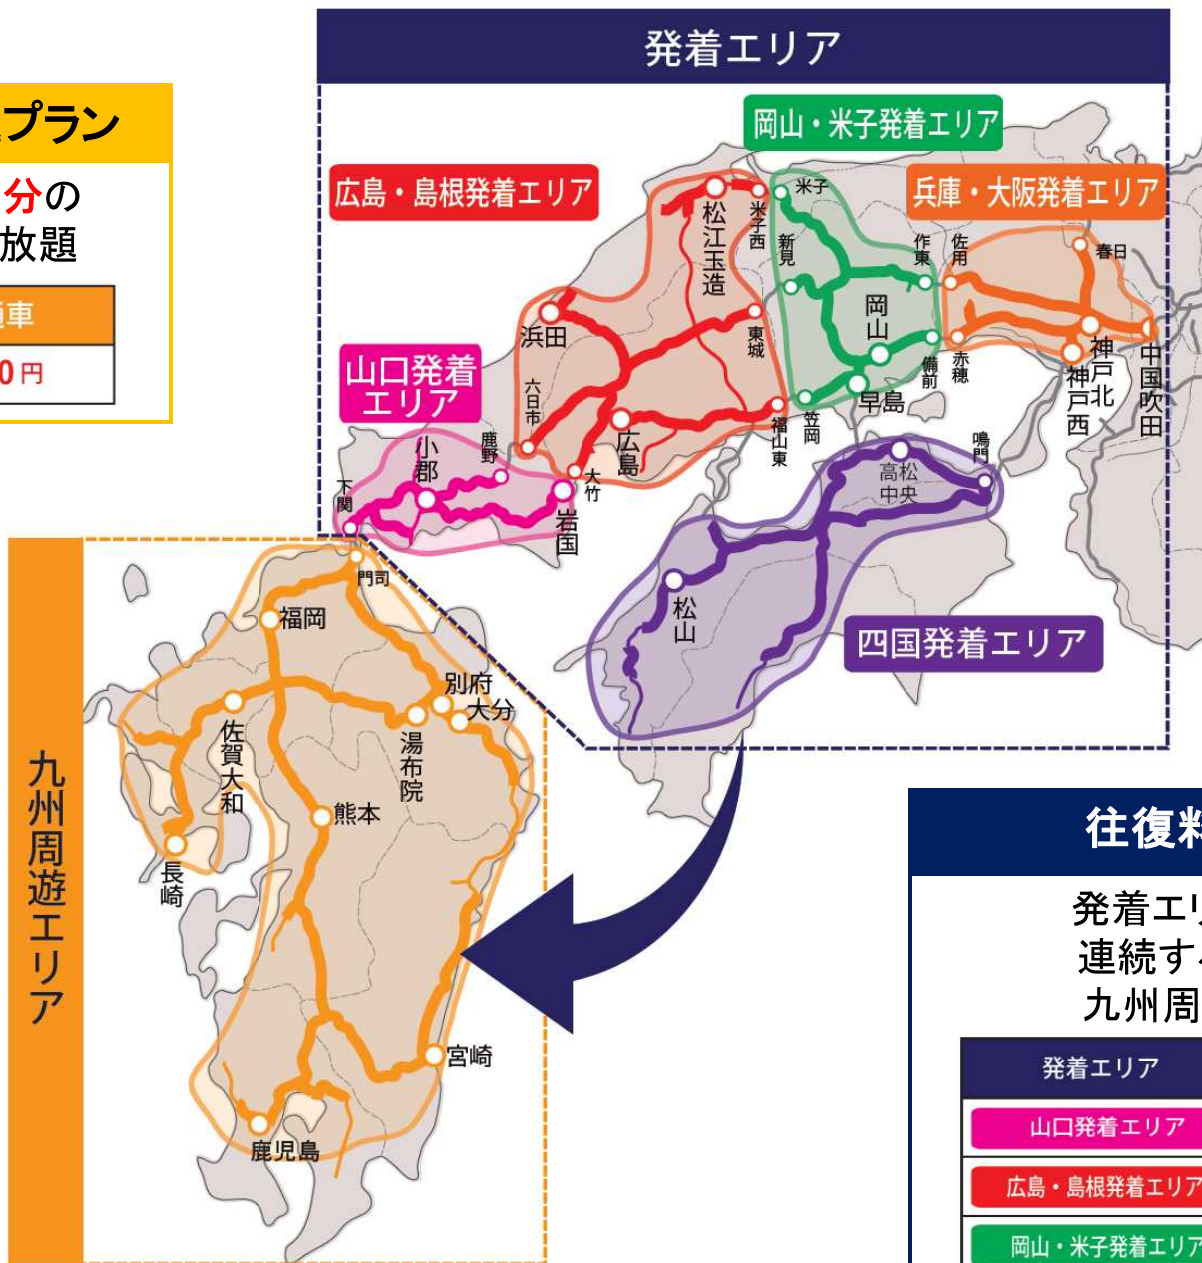 発着エリア
プラン
分の
放題
車
0円
岡山・米子発着エリア
広島・島根発着エリア
兵庫・大阪発着エリア
山口発着
エリア
四国発着エリア
米子
松江玉造
米子西
新見
作東
佐用
春日
浜田
東城
岡山
備前
赤穂
神戸北
神戸西
中国吹田
早島
笠岡
福山東
六日市
広島
大竹
小郡
鹿野
下関
岩国
高松
中央
鳴門
松山
門司
福岡
別府
大分
佐賀大和
湯布院
熊本
長崎
宮崎
鹿児島
九州周遊エリア
往復料
発着エリ
連続す
九州周
発着エリア
山口発着エリア
広島・島根発着エリア
岡山・米子発着エリア